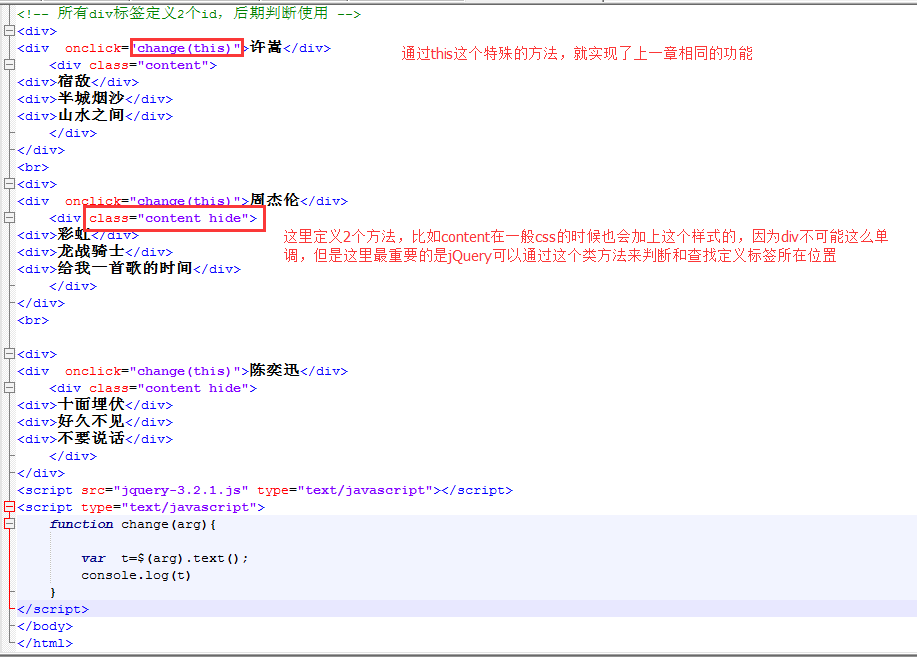 <!-- 所有div标签定义2个id，后期判断使用 -->
<div>
<div  onclick="change(this)">许嵩</div>
通过this这个特殊的方法，就实现了上一章相同的功能
    <div class="content">
<div>宿敌</div>
<div>半城烟沙</div>
<div>山水之间</div>
    </div>
</div>
<br>
<div>
<div  onclick="change(this)">周杰伦</div>
    <div class="content hide">
<div>彩虹</div>
这里定义2个方法，比如content在一般css的时候也会加上这个样式的，因为div不可能这么单
调，但是这里最重要的是jQuery可以通过这个类方法来判断和查找定义标签所在位置
<div>龙战骑士</div>
<div>给我一首歌的时间</div>
    </div>
</div>
<br>
<div>
<div  onclick="change(this)">陈奕迅</div>
    <div class="content hide">
<div>十面埋伏</div>
<div>好久不见</div>
<div>不要说话</div>
    </div>
</div>
<script src="jquery-3.2.1.js" type="text/javascript"></script>
<script type="text/javascript">
    function change(arg){
        var  t=$(arg).text();
        console.log(t)
    }
</script>
</body>
</html>